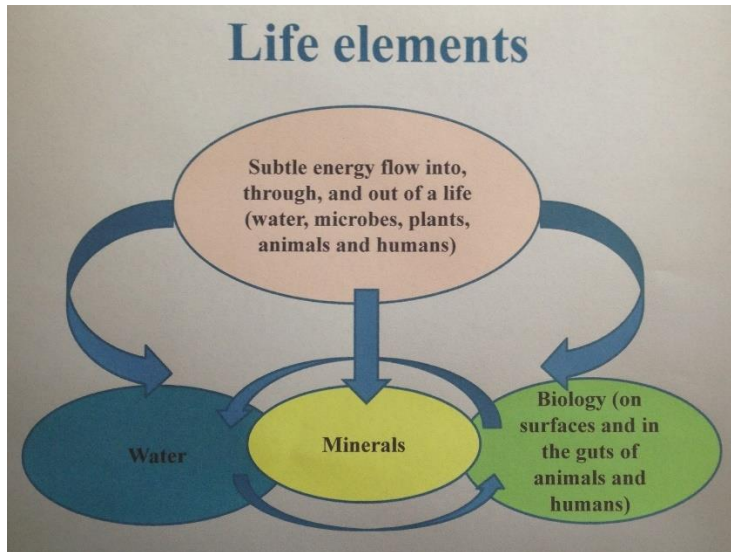 Life elements
Subtle energy flow into,
through, and out of a life
(water, microbes, plants,
animals and humans)
Water
Minerals
Biology (on
surfaces and in
the guts of
animals and
humans)